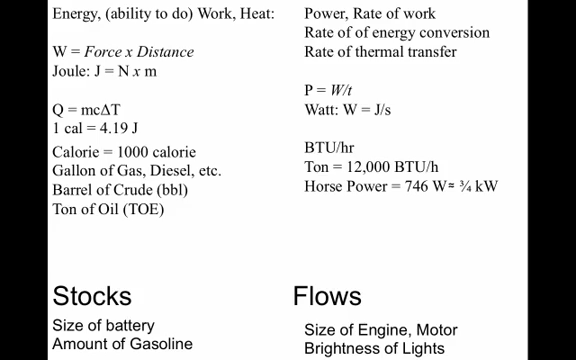 Energy, (ability to do) Work, Heat:
W = Force x Distance
Joule: J = N x m
Q = mcΔT
1 cal = 4.19 J
Calorie = 1000 calorie
Gallon of Gas, Diesel, etc.
Barrel of Crude (bbl)
Ton of Oil (TOE)
Power, Rate of work
Rate of of energy conversion
Rate of thermal transfer
P = W/t
Watt: W = J/s
BTU/hr
Ton = 12,000 BTU/h
Horse Power = 746 W ≈ ¾ kW
Stocks
Size of battery
Amount of Gasoline
Flows
Size of Engine, Motor
Brightness of Lights